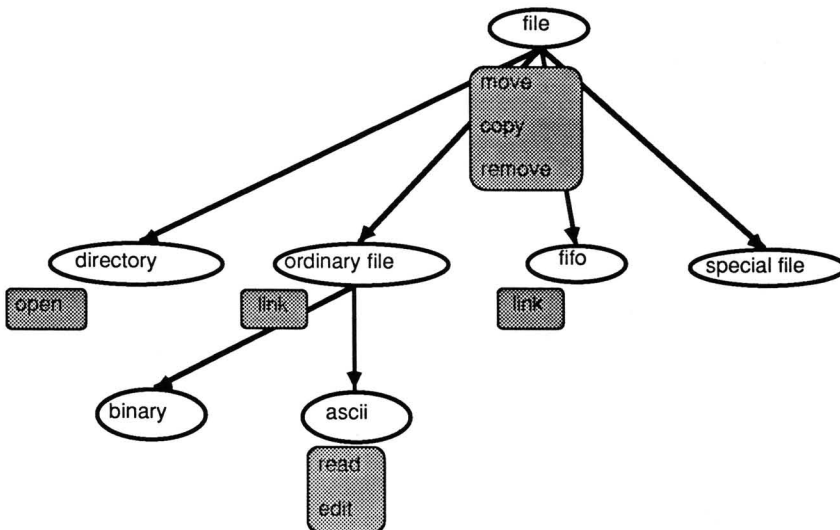 file
move
copy
remove
directory
ordinary file
fifo
special file
open
link
link
binary
ascii
read
edit